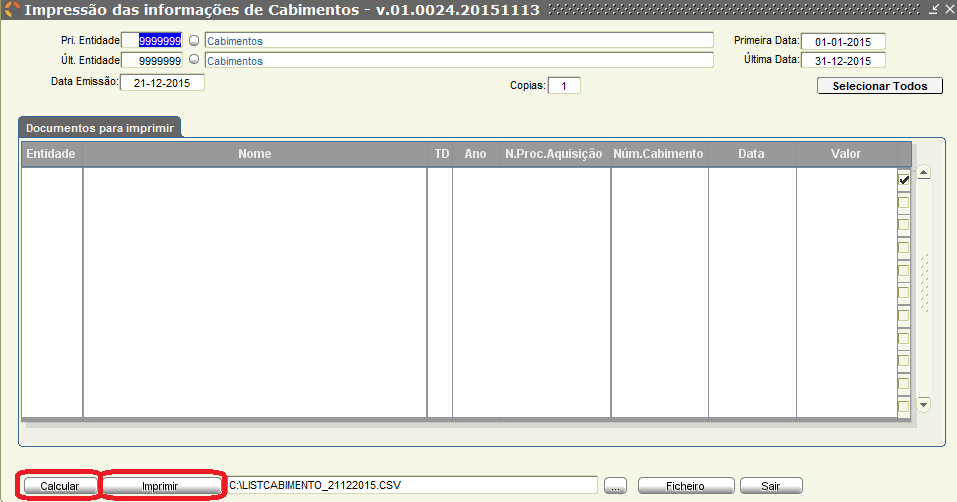 Impressão das informações de Cabimentos - v.01.0024.20151113
Pri. Entidade 9999999 Cabimentos Primeira Data: 01-01-2015
Últ. Entidade 9999999 Cabimentos Última Data: 31-12-2015
Data Emissão: 21-12-2015 Copias: 1 Selecionar Todos
Documentos para imprimir
Entidade Nome TD Ano N.Proc.Aquisição Núm.Cabimento Data Valor
Calcular Imprimir C:\LISTCABIMENTO_21122015.CSV ... Ficheiro Sair